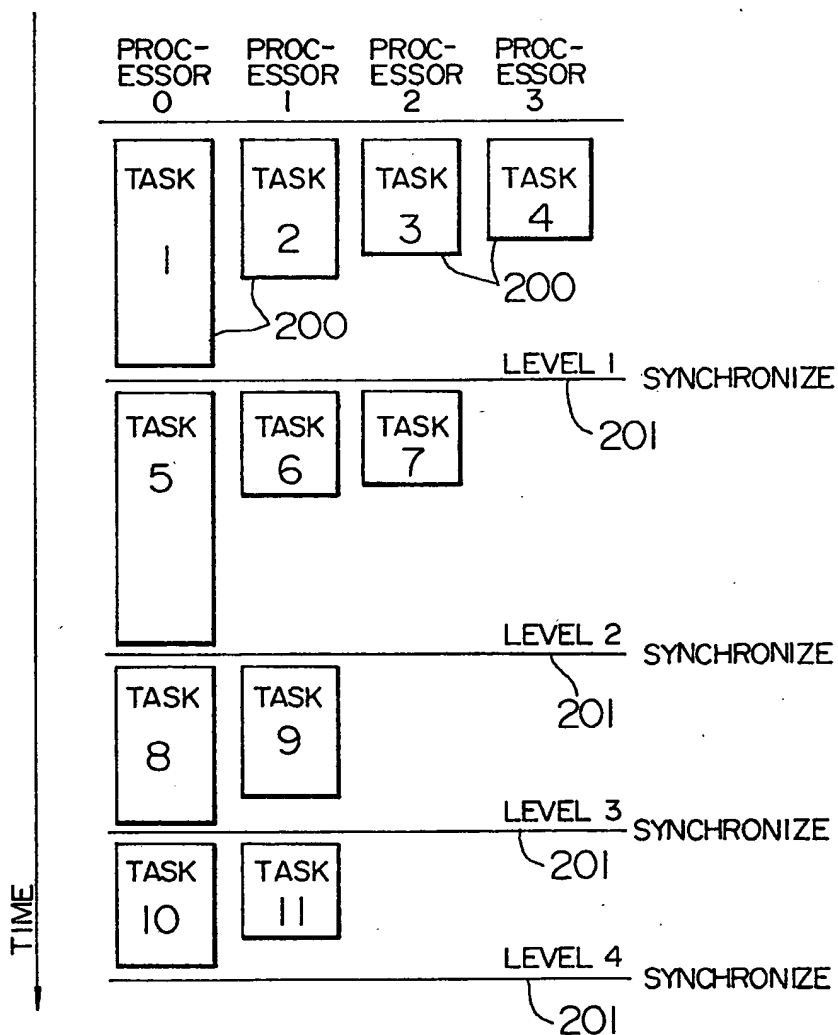 PROC-
ESSOR
0
PROC-
ESSOR
1
PROC-
ESSOR
2
PROC-
ESSOR
3
TASK
1
TASK
2
TASK
3
TASK
4
200
200
LEVEL 1
SYNCHRONIZE
201
TASK
5
TASK
6
TASK
7
LEVEL 2
SYNCHRONIZE
201
TASK
8
TASK
9
LEVEL 3
SYNCHRONIZE
201
TASK
10
TASK
11
LEVEL 4
SYNCHRONIZE
201
TIME